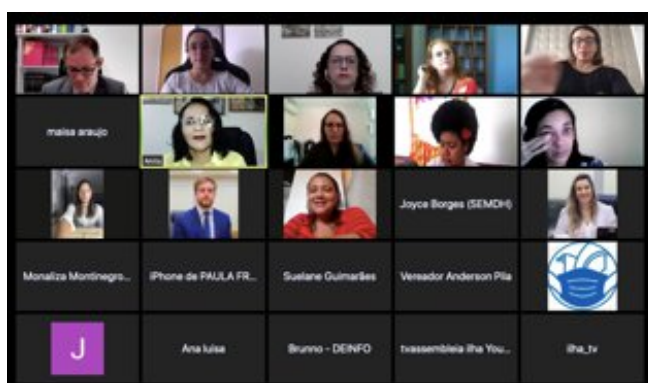 maisa araujo
Joyce Borges (SEMDH)
Monaliza Montinegro...
iPhone de PAULA FR...
Suelane Guimarães
Vereador Anderson Pila
J
Ana luisa
Brunno - DEINFO
tvassembleia ilha You...
ilha_tv